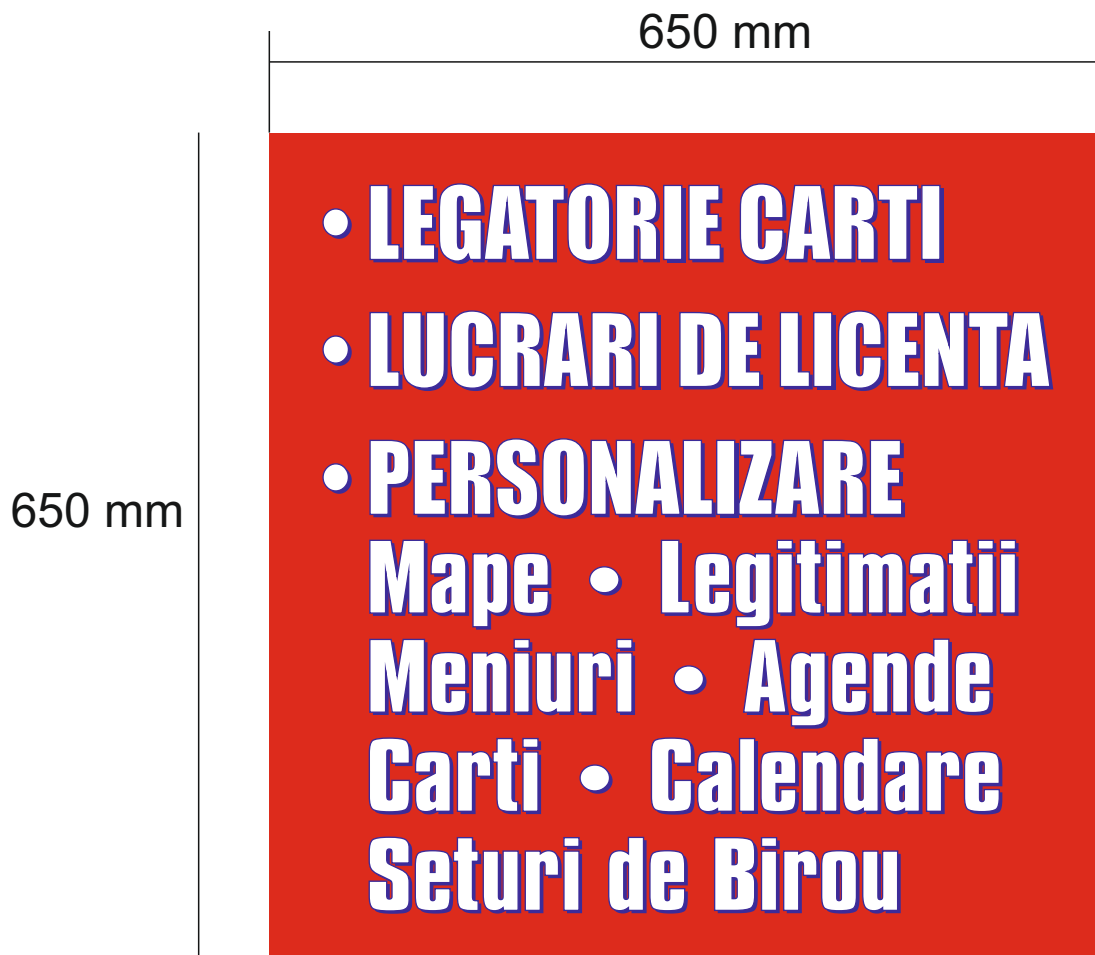 650 mm
• LEGATORIE CARTI
• LUCRARI DE LICENTA
• PERSONALIZARE
650 mm
Mape • Legitimatii
Meniuri • Agende
Carti • Calendare
Seturi de Birou